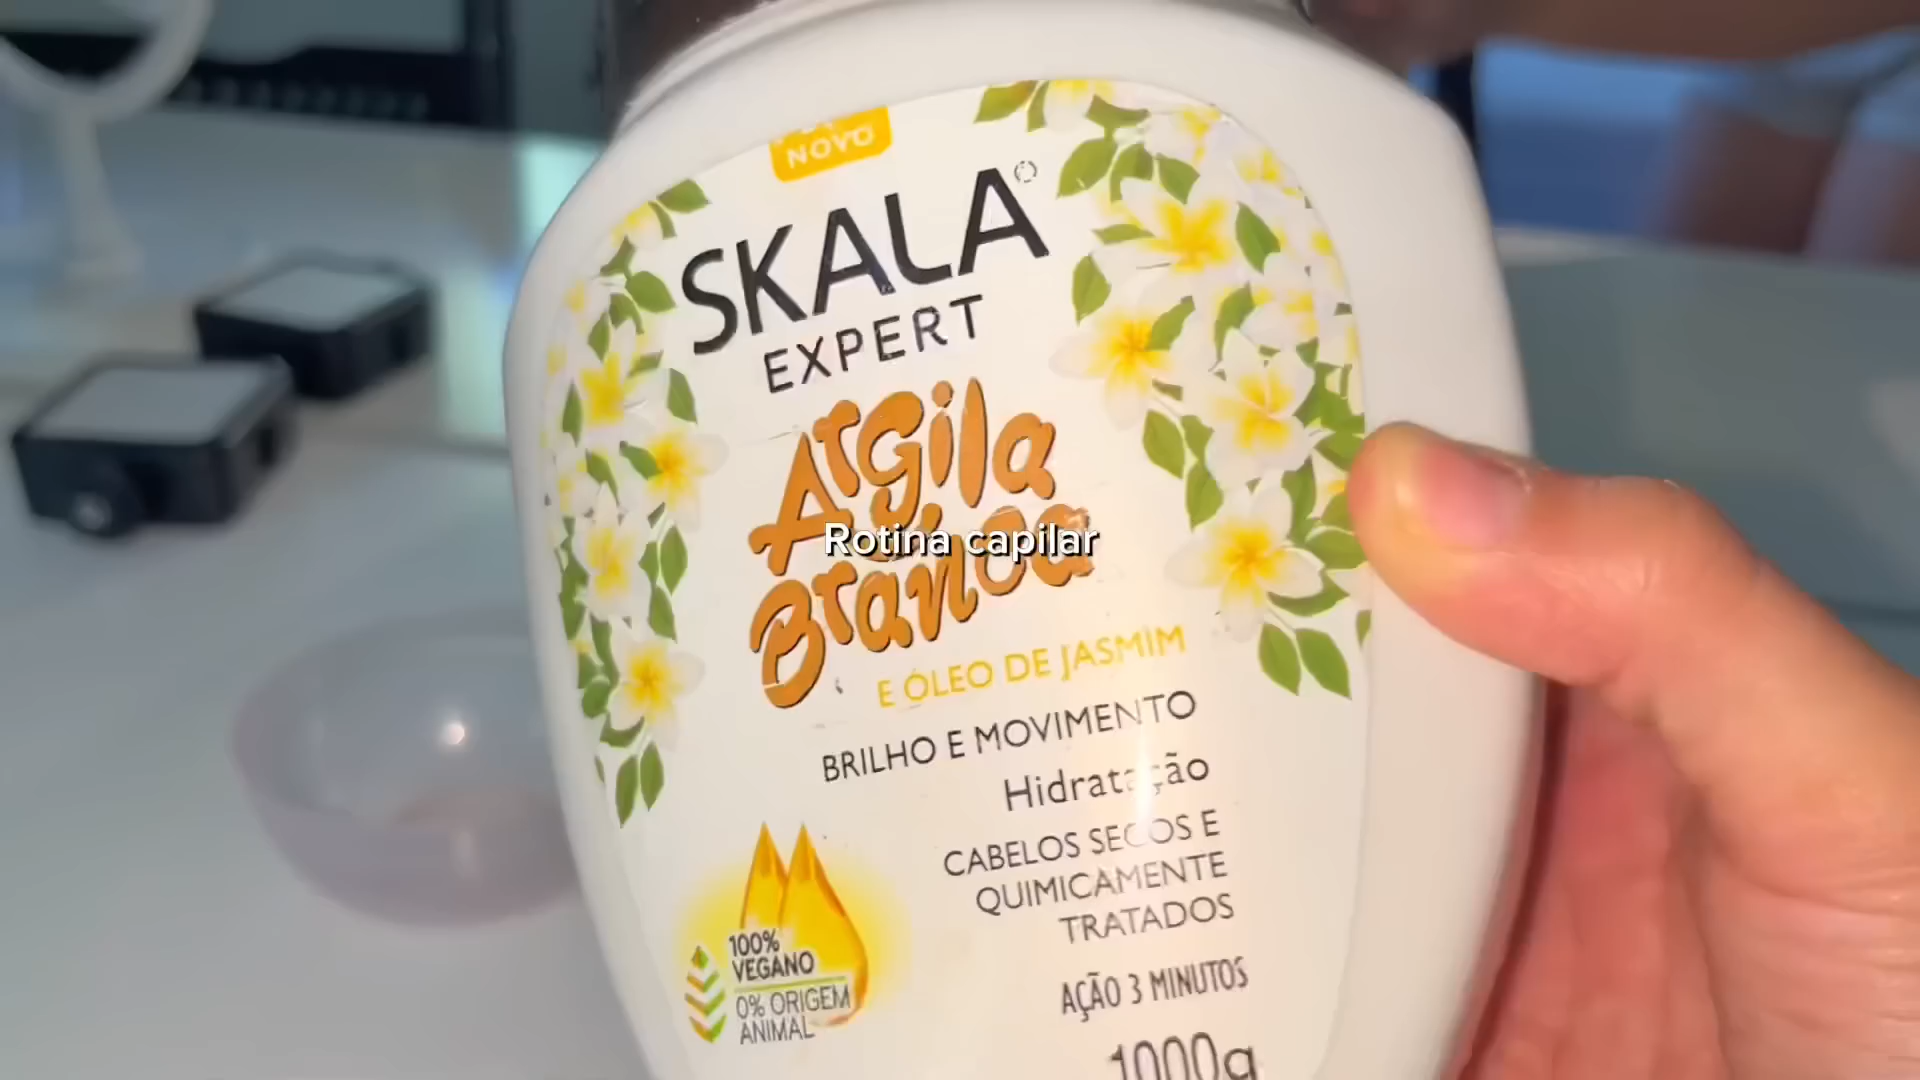 NOVO
SKALA
EXPERT
Argila
Branca
Rotina capilar
E ÓLEO DE JASMIM
BRILHO E MOVIMENTO
Hidratação
CABELOS SECOS E
QUIMICAMENTE
TRATADOS
AÇÃO 3 MINUTOS
1000g
100%
VEGANO
0% ORIGEM
ANIMAL